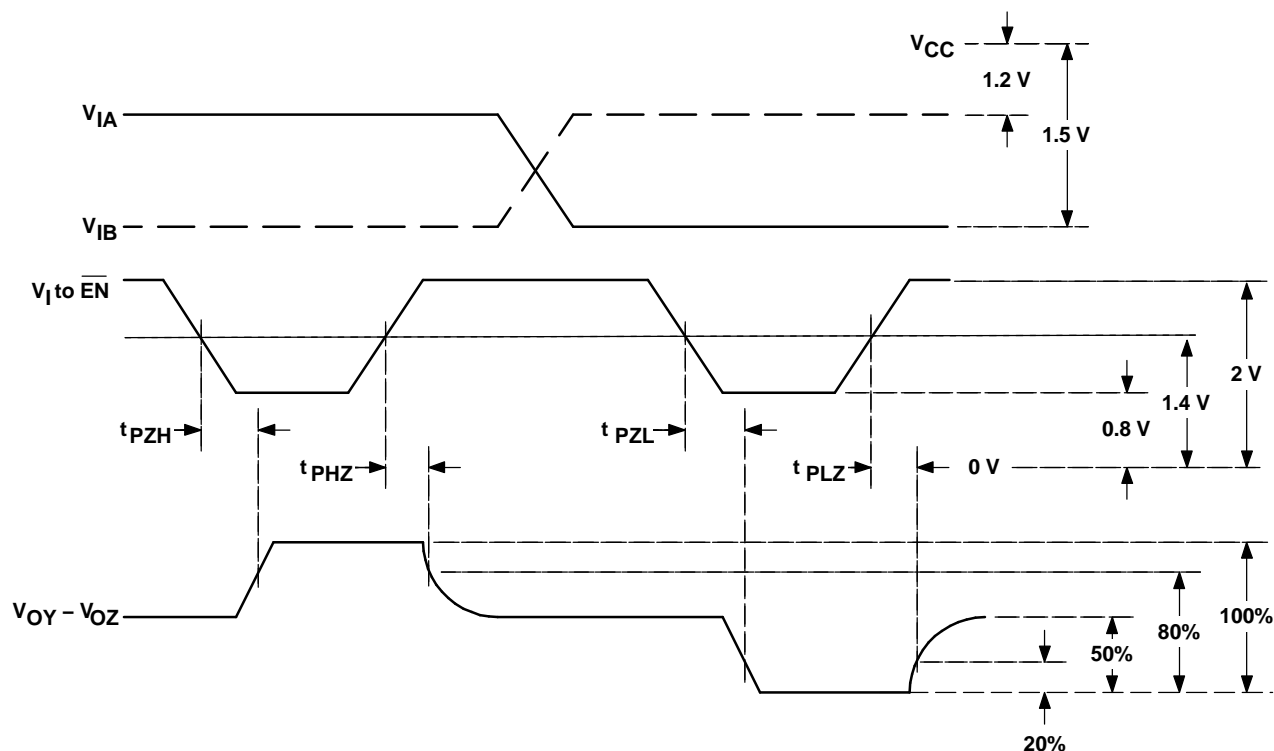 VCC
1.2 V
VIA
1.5 V
VIB
VI to E̅N̅
2 V
1.4 V
0.8 V
tPZH
tPZL
tPHZ
tPLZ
0 V
VOY – VOZ
100%
80%
50%
20%